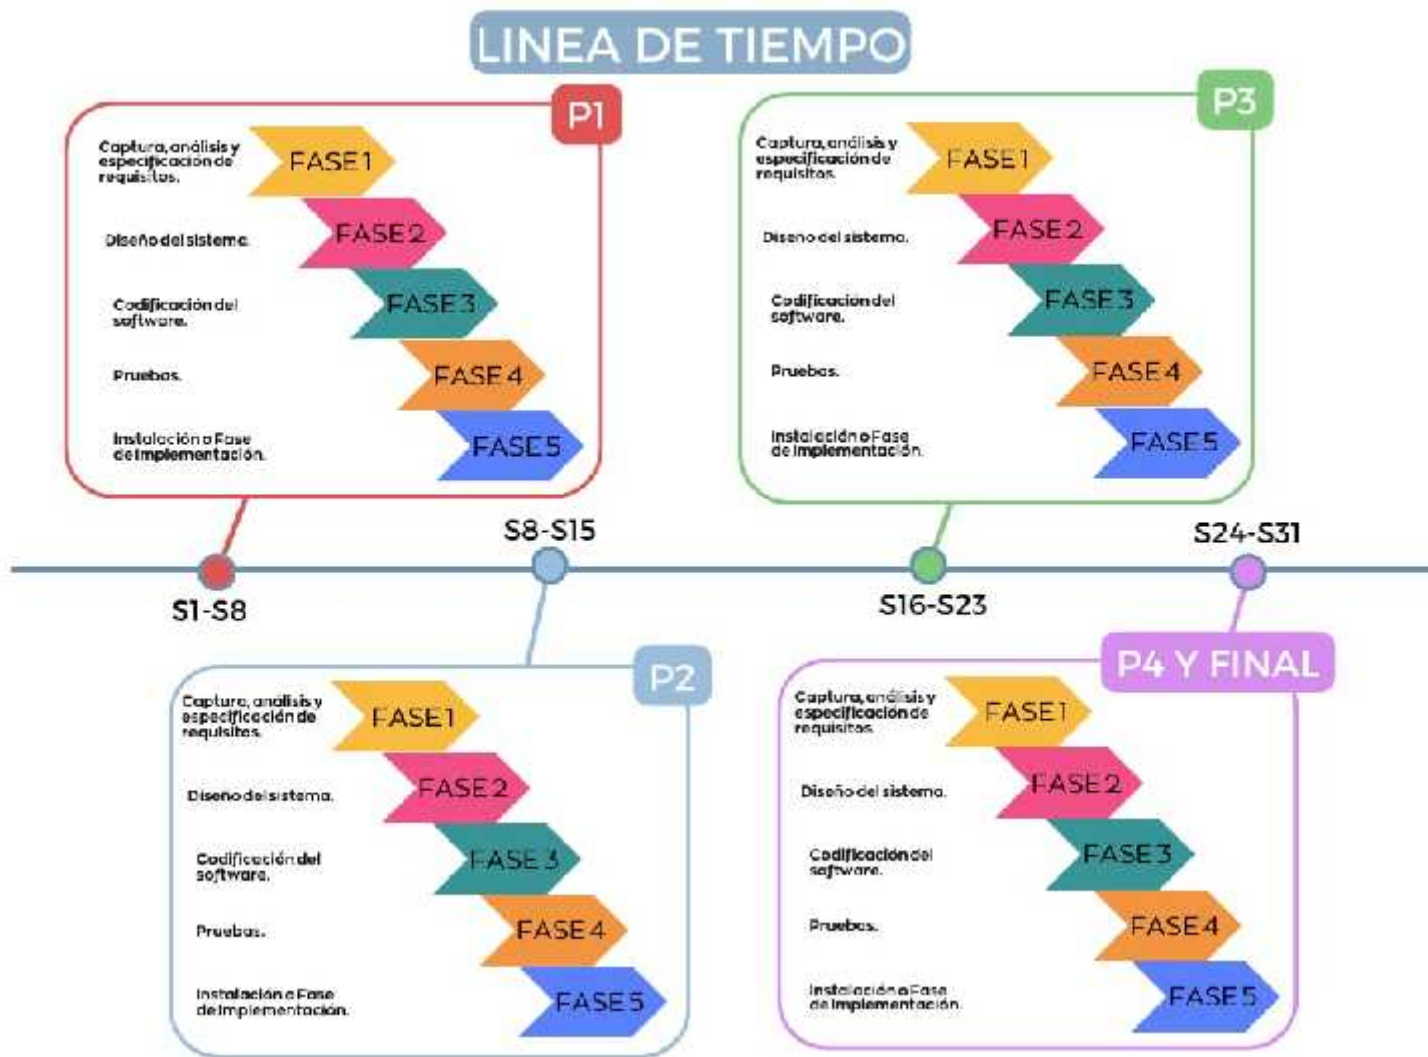 LINEA DE TIEMPO
P1
Captura, análisis y
especificación de
requisitos.
FASE 1
Diseño del sistema.
FASE 2
Codificación del
software.
FASE 3
Pruebas.
FASE 4
Instalación o Fase
de Implementación.
FASE 5
S1-S8
S8-S15
P2
Captura, análisis y
especificación de
requisitos.
FASE 1
Diseño del sistema.
FASE 2
Codificación del
software.
FASE 3
Pruebas.
FASE 4
Instalación o Fase
de Implementación.
FASE 5
P3
Captura, análisis y
especificación de
requisitos.
FASE 1
Diseño del sistema.
FASE 2
Codificación del
software.
FASE 3
Pruebas.
FASE 4
Instalación o Fase
de Implementación.
FASE 5
S16-S23
S24-S31
P4 Y FINAL
Captura, análisis y
especificación de
requisitos.
FASE 1
Diseño del sistema.
FASE 2
Codificación del
software.
FASE 3
Pruebas.
FASE 4
Instalación o Fase
de Implementación.
FASE 5